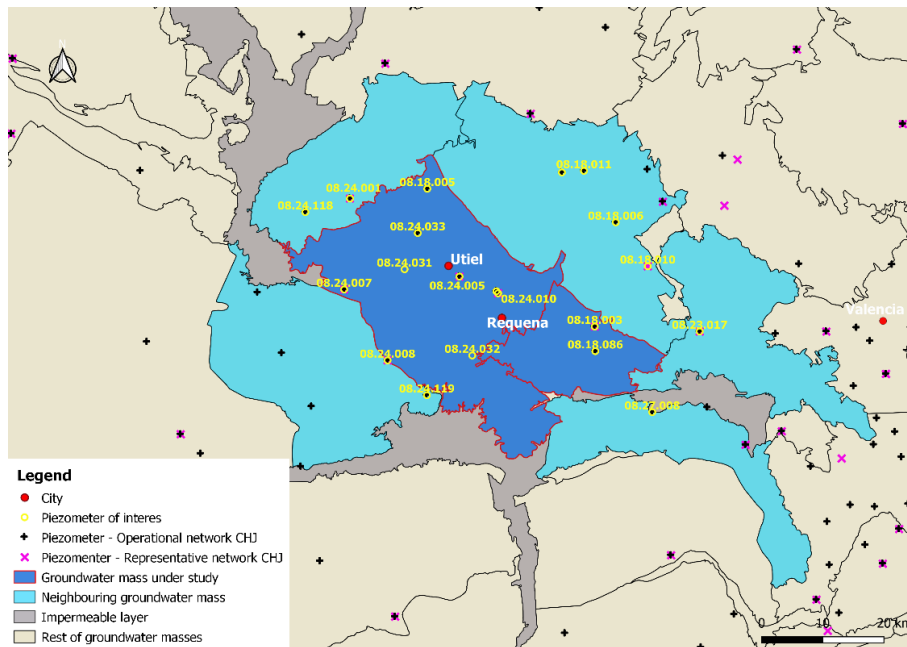 N
08.18.011
08.24.001
08.18.005
08.24.118
08.18.006
08.24.033
08.24.031
Utiel
08.18.010
08.24.007
08.24.005
08.24.010
Valencia
Requena
08.18.003
08.23.017
08.18.086
08.24.032
08.24.008
08.24.119
08.27.008
Legend
City
Piezometer of interes
Piezometer - Operational network CHJ
Piezomenter - Representative network CHJ
Groundwater mass under study
Neighbouring groundwater mass
Impermeable layer
Rest of groundwater masses
0 10 20 km